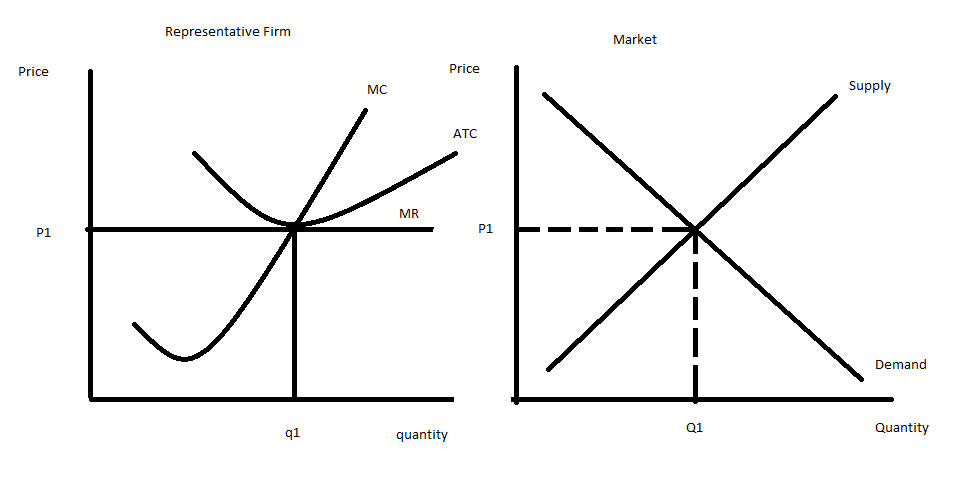 Representative Firm
Price
MC
ATC
MR
P1
q1
quantity
Market
Price
Supply
P1
Demand
Q1
Quantity